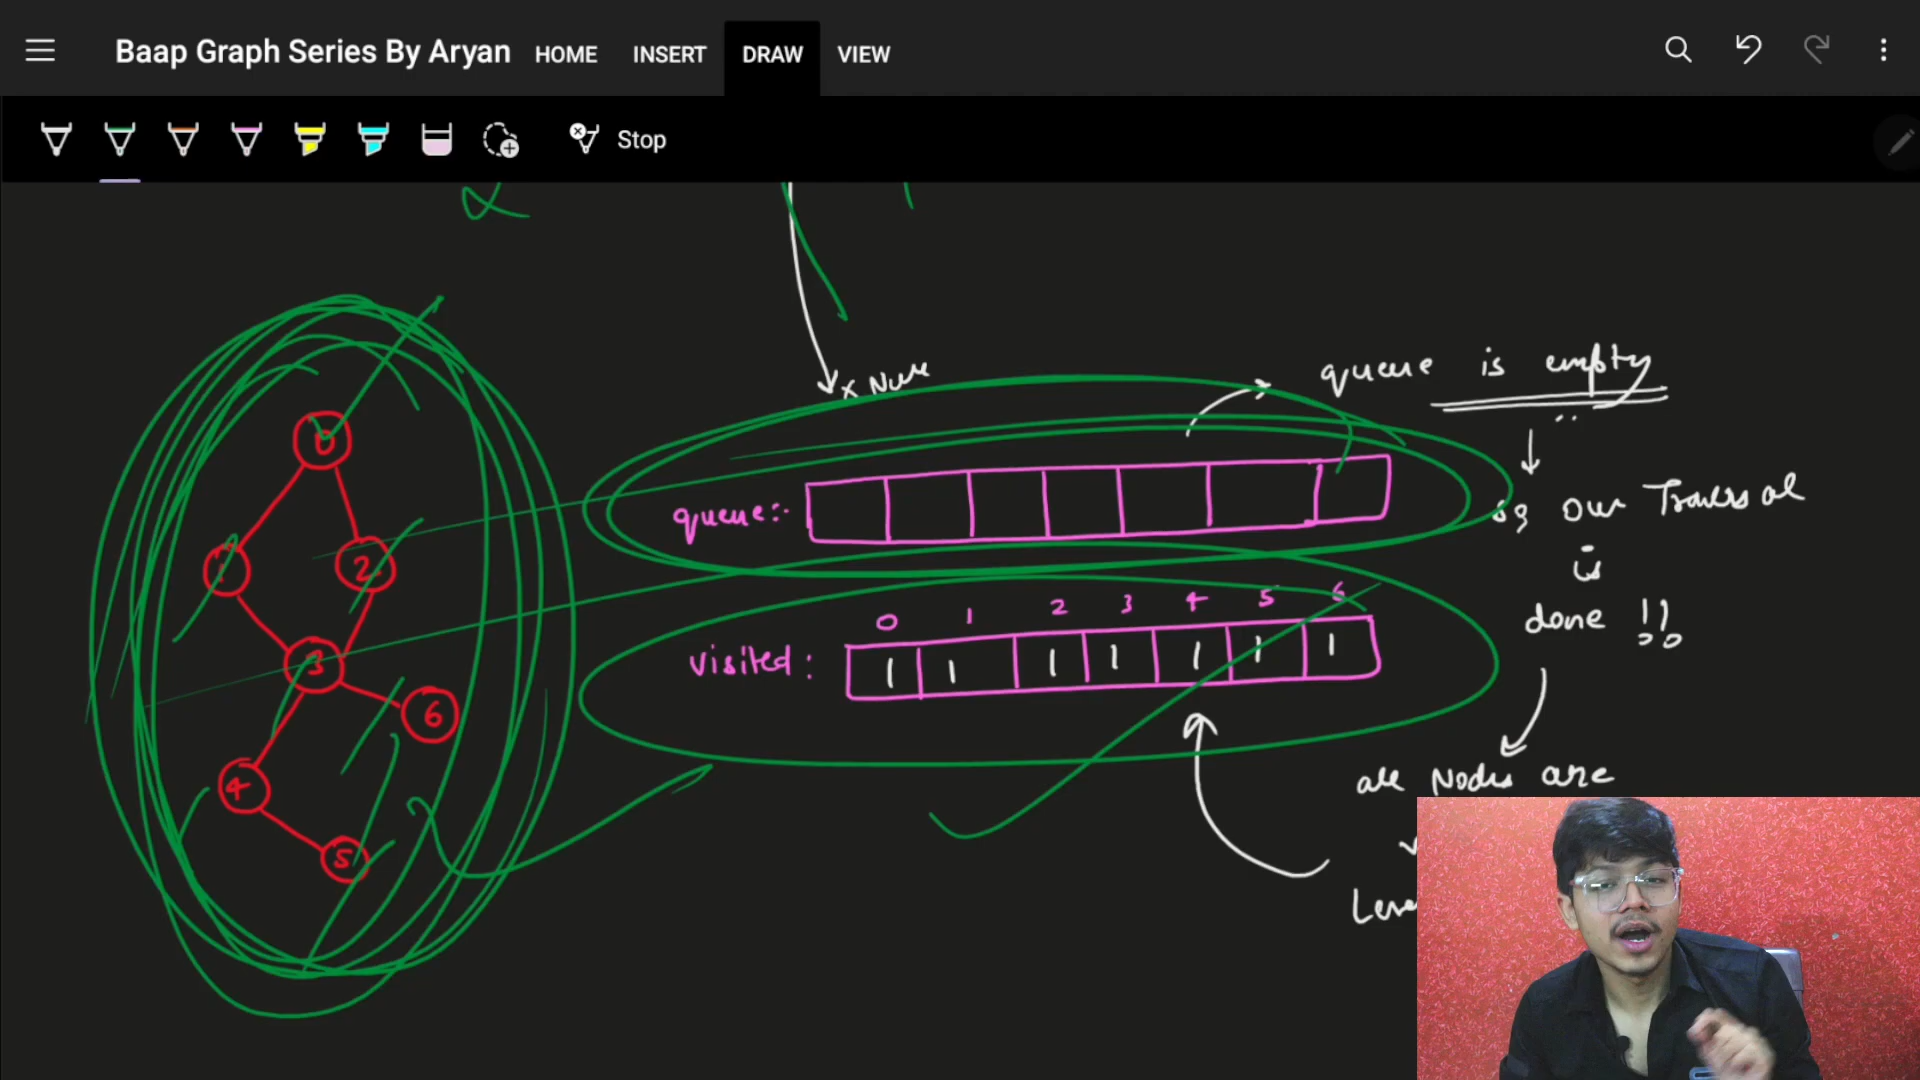 Baap Graph Series By Aryan HOME INSERT DRAW VIEW
Stop
queue is empty
0
queue:-
so our Traversal
is
1 2
0 1 2 3 4 5 6
done !!
visited: 1 1 1 1 1 1 1
3
6
all Nodes are
4
5